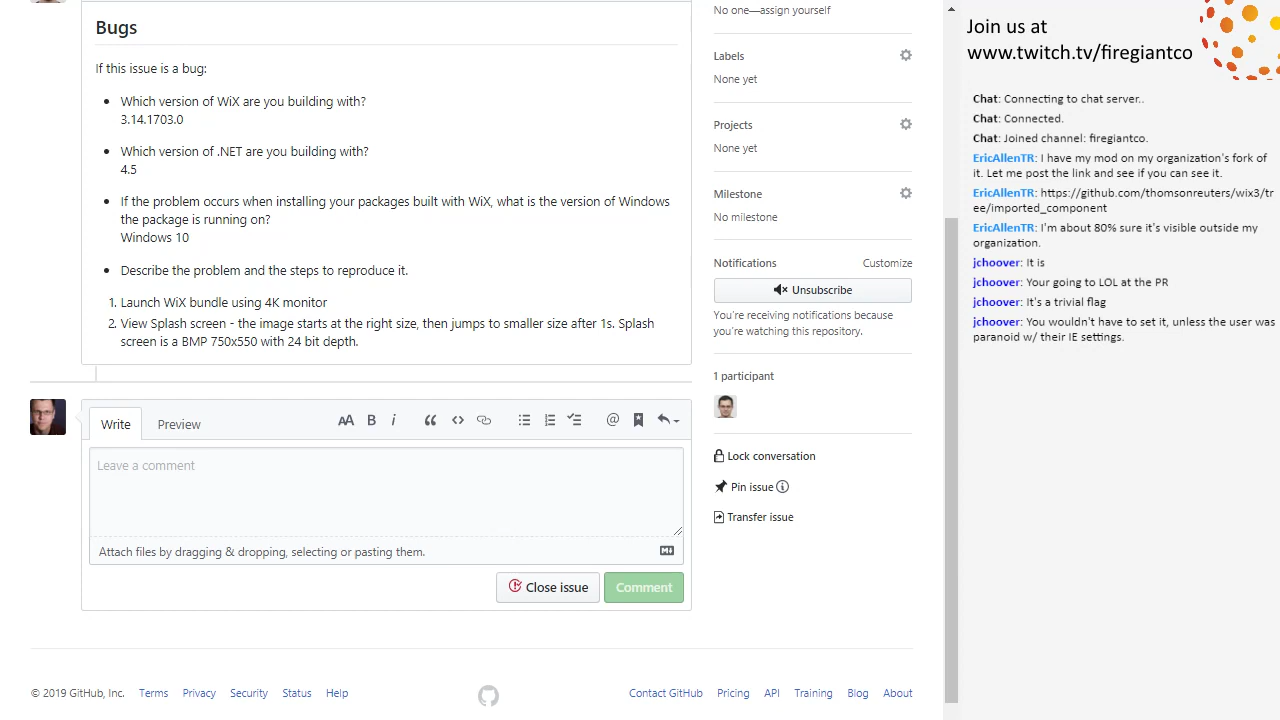 Bugs
If this issue is a bug:
Which version of WiX are you building with?
3.14.1703.0
Which version of .NET are you building with?
4.5
If the problem occurs when installing your packages built with WiX, what is the version of Windows
the package is running on?
Windows 10
Describe the problem and the steps to reproduce it.
1. Launch WiX bundle using 4K monitor
2. View Splash screen - the image starts at the right size, then jumps to smaller size after 1s. Splash
screen is a BMP 750x550 with 24 bit depth.
Write
Preview
AA B i
Leave a comment
Attach files by dragging & dropping, selecting or pasting them.
Close issue
Comment
No one—assign yourself
Labels
None yet
Projects
None yet
Milestone
No milestone
Notifications
Customize
Unsubscribe
You're receiving notifications because
you're watching this repository.
1 participant
Lock conversation
Pin issue
Transfer issue
© 2019 GitHub, Inc.
Terms
Privacy
Security
Status
Help
Contact GitHub
Pricing
API
Training
Blog
About
Join us at
www.twitch.tv/firegiantco
Chat: Connecting to chat server..
Chat: Connected.
Chat: Joined channel: firegiantco.
EricAllenTR: I have my mod on my organization's fork of
it. Let me post the link and see if you can see it.
EricAllenTR: https://github.com/thomsonreuters/wix3/tr
ee/imported_component
EricAllenTR: I'm about 80% sure it's visible outside my
organization.
jchoover: It is
jchoover: Your going to LOL at the PR
jchoover: It's a trivial flag
jchoover: You wouldn't have to set it, unless the user was
paranoid w/ their IE settings.